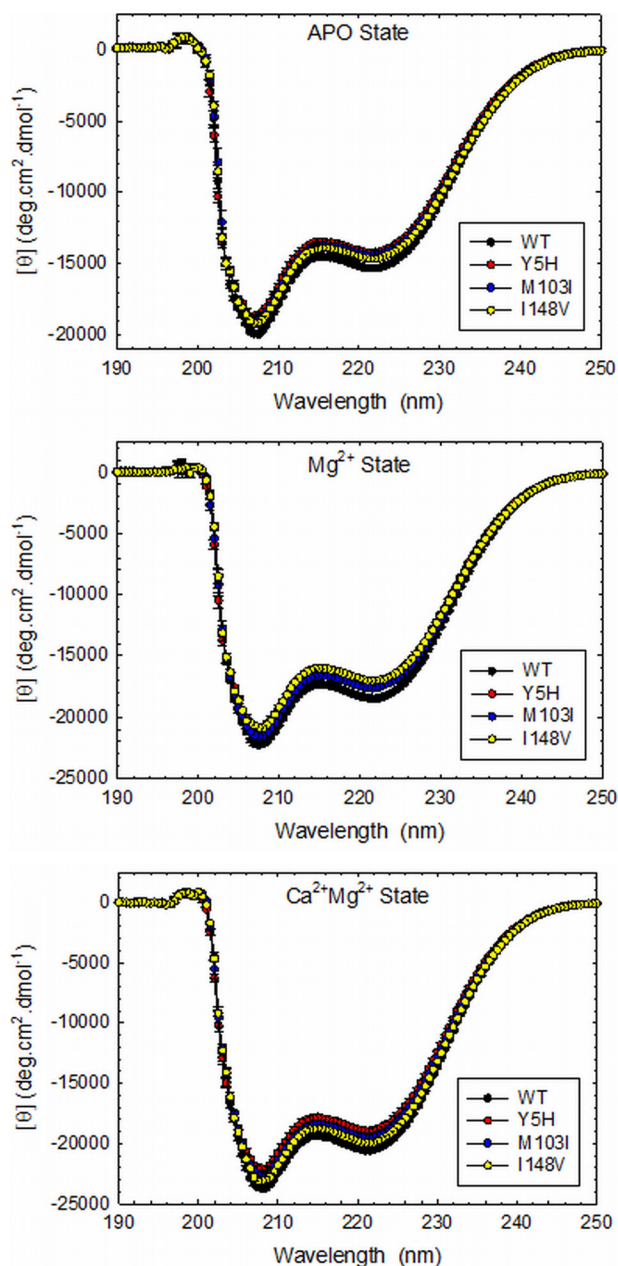 APO State
0
-5000
-10000
-15000
-20000
[θ] (deg.cm².dmol⁻¹)
WT
Y5H
M103I
I148V
190 200 210 220 230 240 250
Wavelength (nm)
Mg²⁺ State
0
-5000
-10000
-15000
-20000
-25000
[θ] (deg.cm².dmol⁻¹)
WT
Y5H
M103I
I148V
190 200 210 220 230 240 250
Wavelength (nm)
Ca²⁺Mg²⁺ State
0
-5000
-10000
-15000
-20000
-25000
[θ] (deg.cm².dmol⁻¹)
WT
Y5H
M103I
I148V
190 200 210 220 230 240 250
Wavelength (nm)